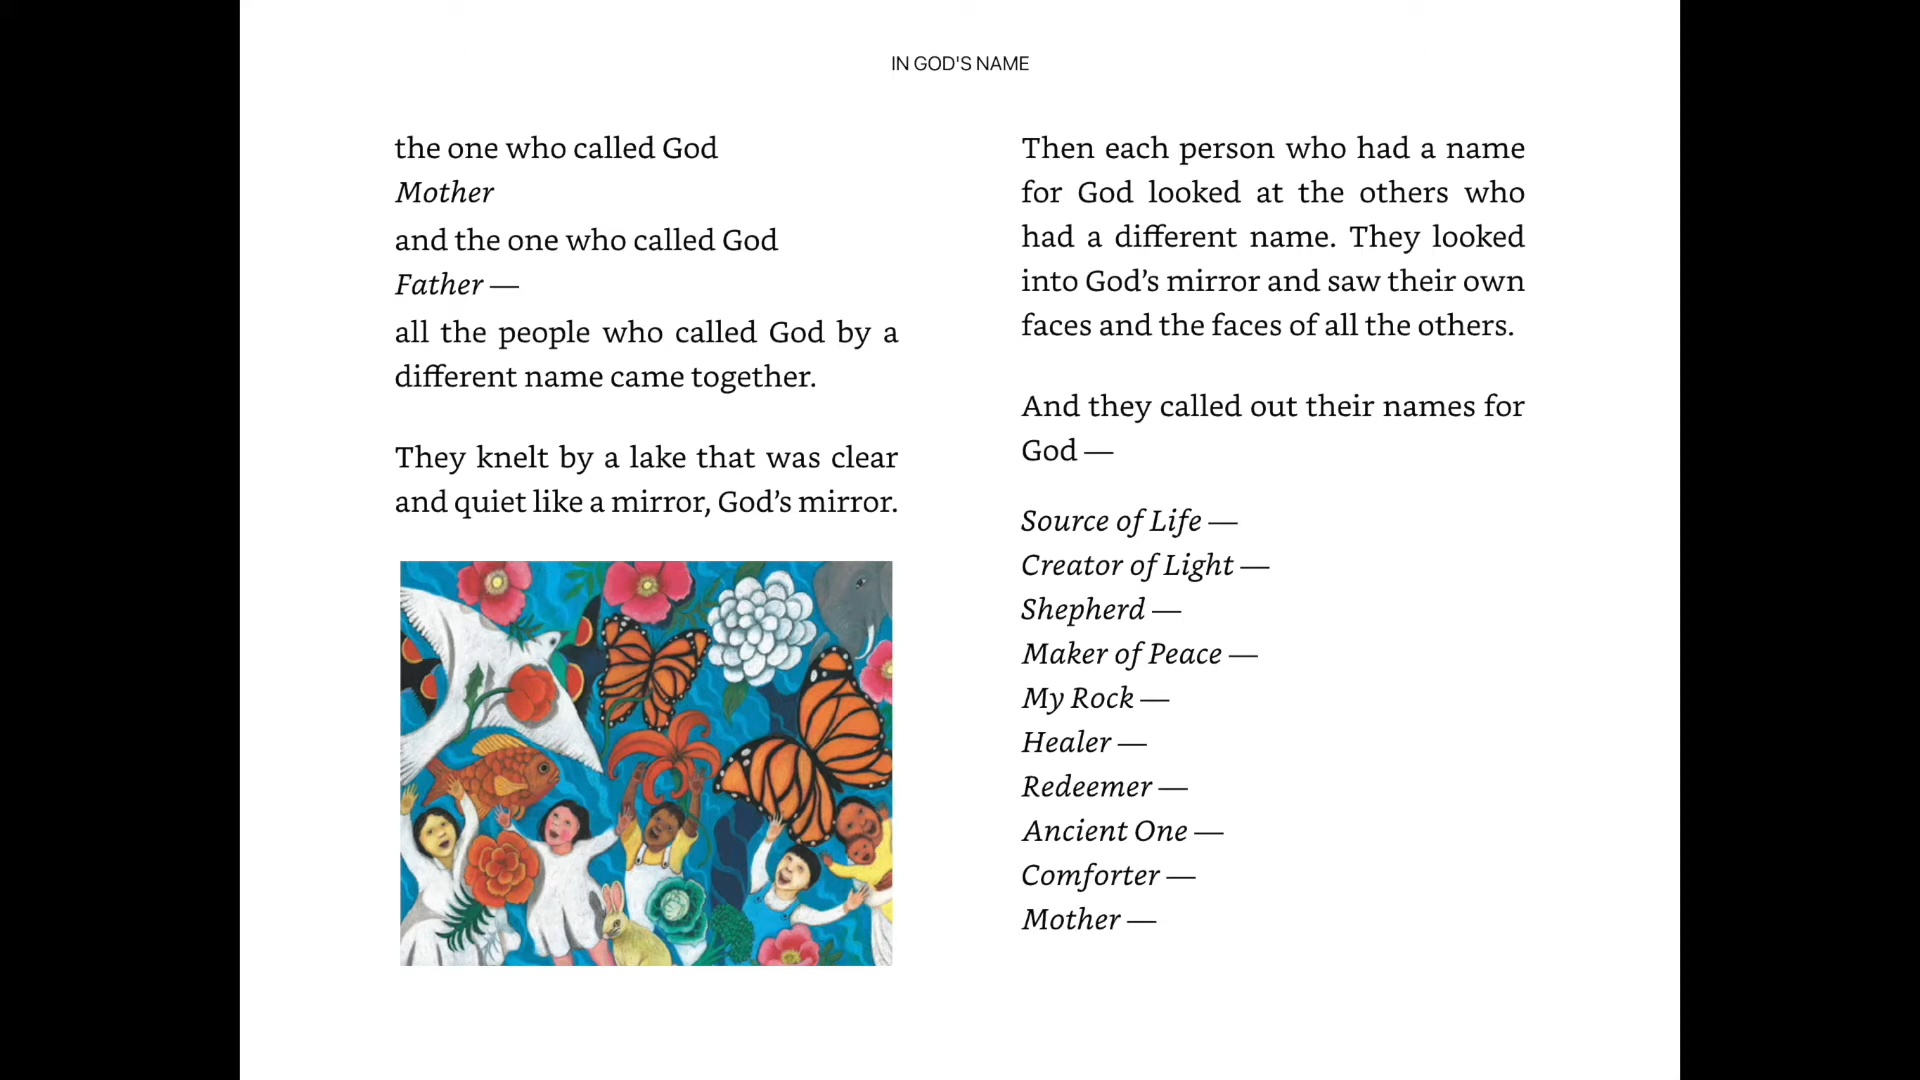 IN GOD'S NAME
the one who called God
Mother
and the one who called God
Father —
all the people who called God by a
different name came together.
They knelt by a lake that was clear
and quiet like a mirror, God’s mirror.
Then each person who had a name
for God looked at the others who
had a different name. They looked
into God’s mirror and saw their own
faces and the faces of all the others.
And they called out their names for
God —
Source of Life —
Creator of Light —
Shepherd —
Maker of Peace —
My Rock —
Healer —
Redeemer —
Ancient One —
Comforter —
Mother —